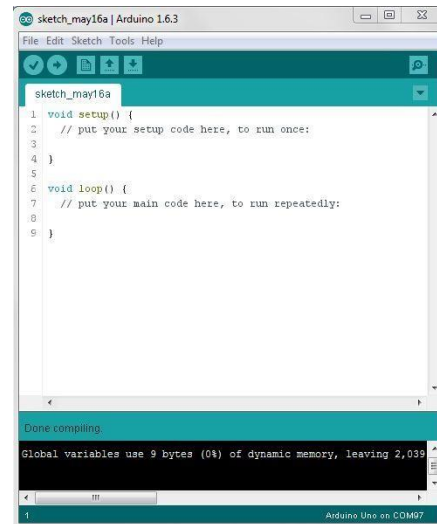 sketch_may16a | Arduino 1.6.3
File Edit Sketch Tools Help
sketch_may16a
1 void setup() {
2 // put your setup code here, to run once:
3
4 }
5
6 void loop() {
7 // put your main code here, to run repeatedly:
8
9 }
Done compiling.
Global variables use 9 bytes (0%) of dynamic memory, leaving 2,039
1 Arduino Uno on COM97